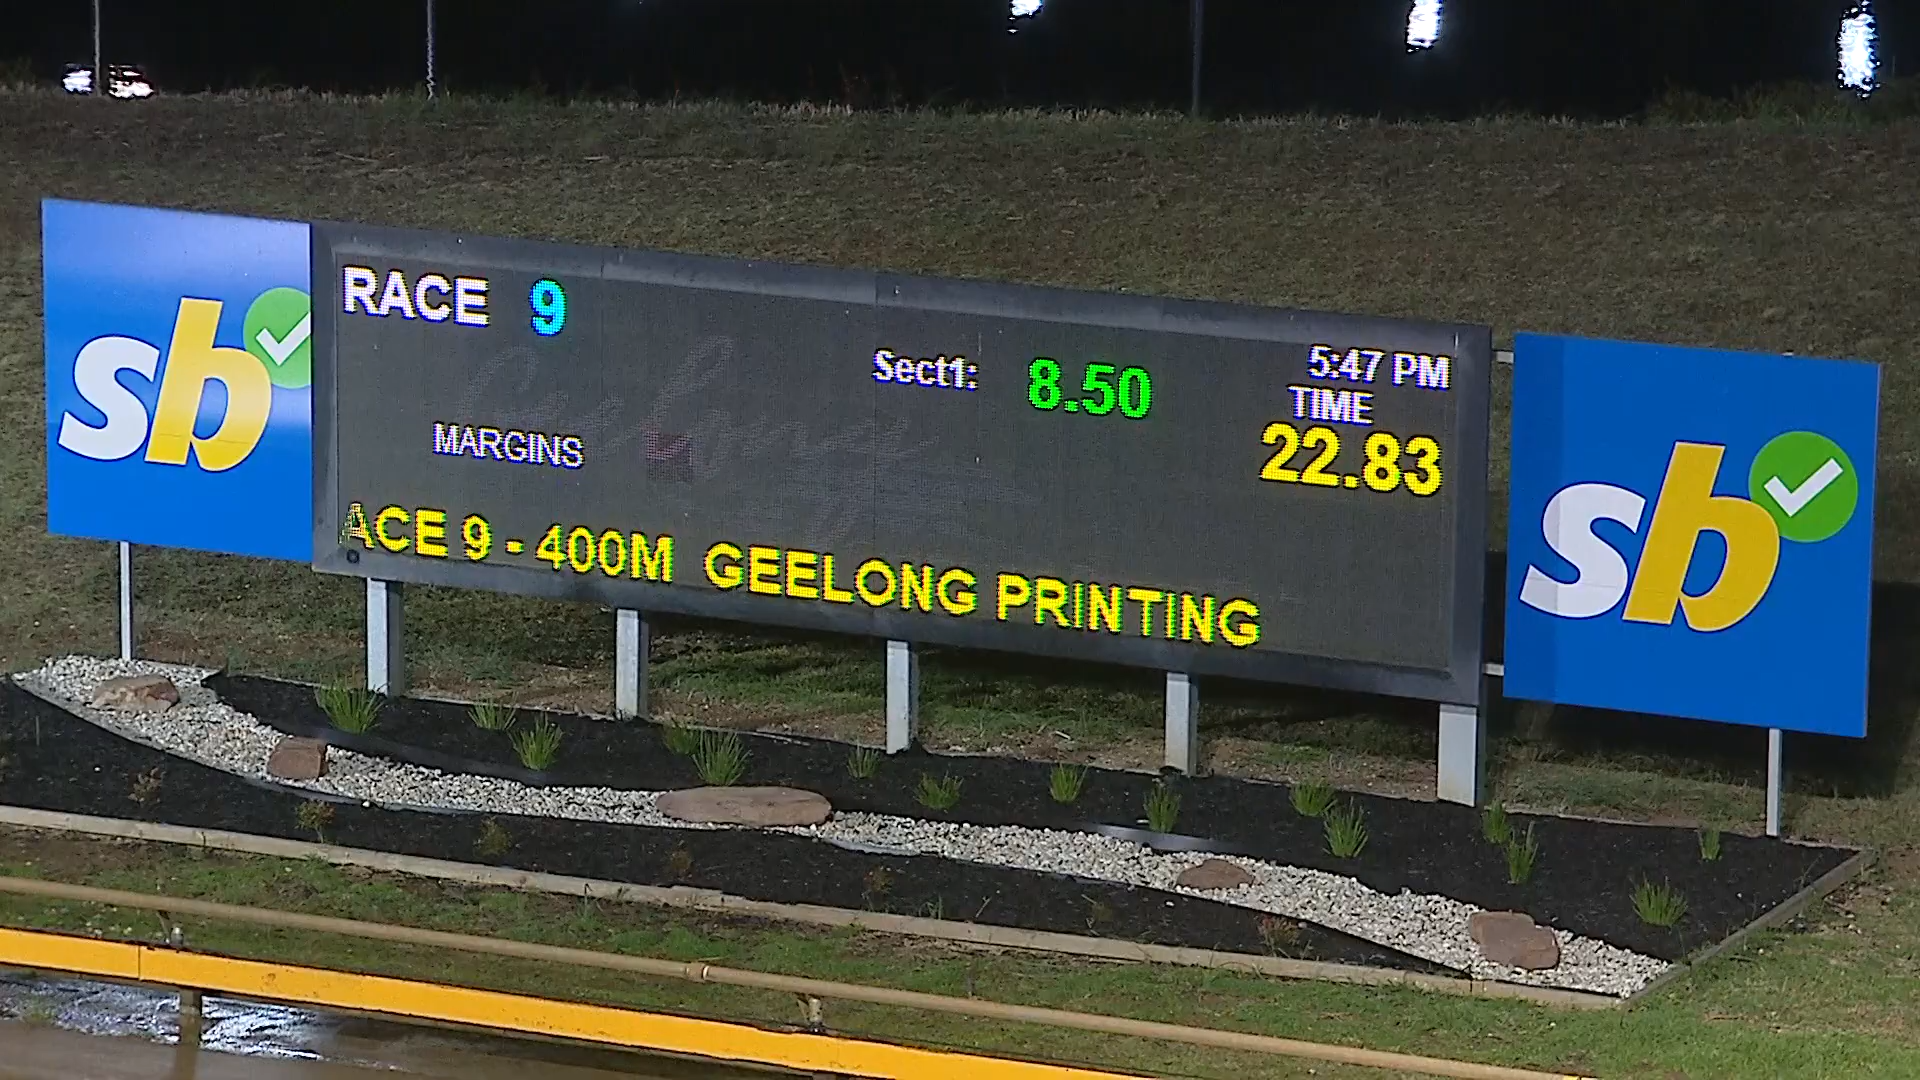 sb
RACE 9
Sect1: 8.50
5:47 PM
TIME
22.83
MARGINS
ACE 9 - 400M GEELONG PRINTING
sb